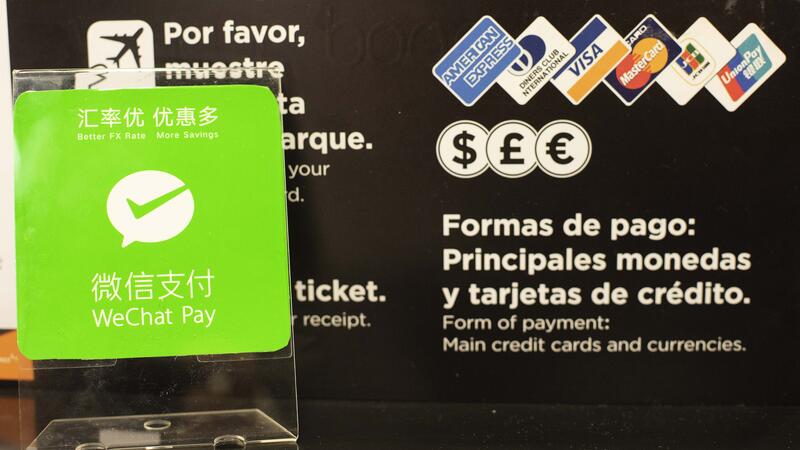 Por favor,
muestre
ta
arque.
your
rd.
ticket.
r receipt.
汇率优 优惠多
Better FX Rate More Savings
微信支付
WeChat Pay
AMERICAN EXPRESS
DINERS CLUB INTERNATIONAL
VISA
MasterCard
JCB
UnionPay
银联
$ £ €
Formas de pago:
Principales monedas
y tarjetas de crédito.
Form of payment:
Main credit cards and currencies.